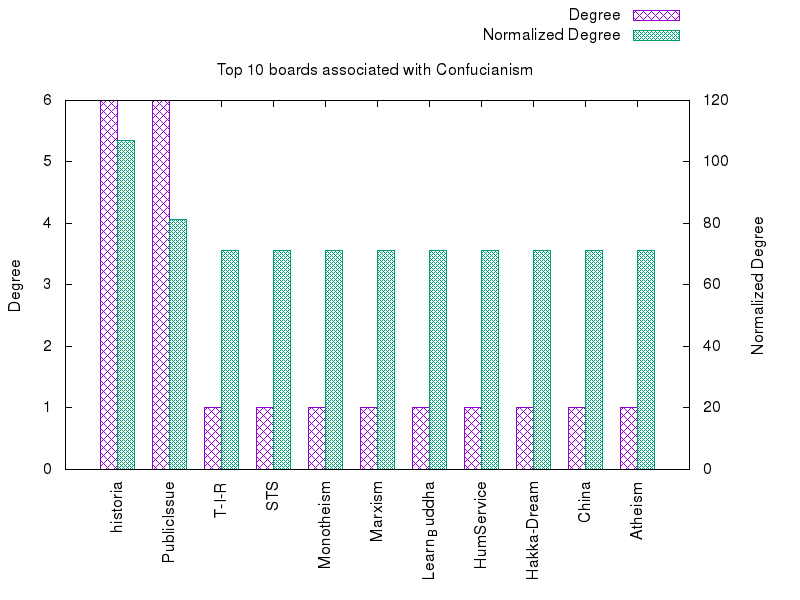 Degree
Normalized Degree
Top 10 boards associated with Confucianism
6
5
4
3
2
1
0
120
100
80
60
40
20
0
Degree
Normalized Degree
historia
PublicIssue
T-I-R
STS
Monotheism
Marxism
LearnBuddha
HumService
Hakka-Dream
China
Atheism